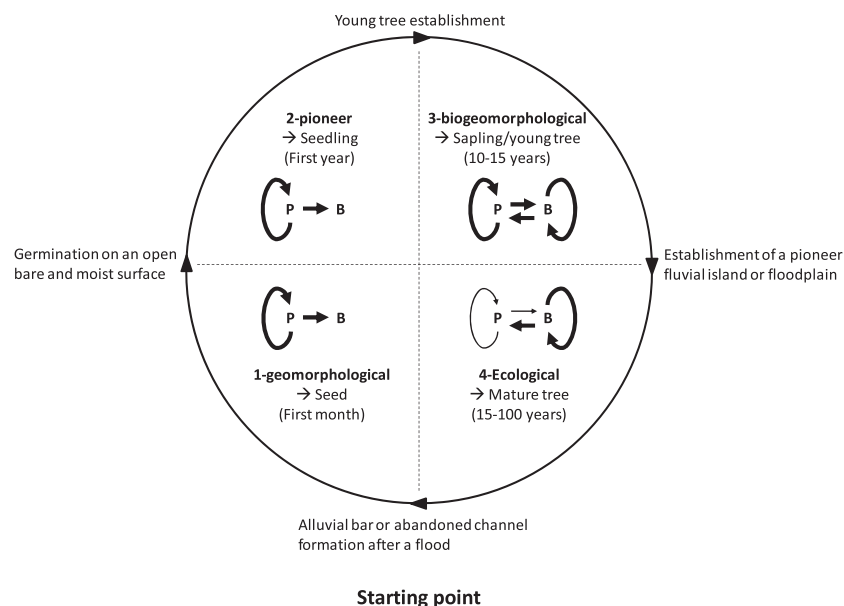 Young tree establishment
2-pioneer
→ Seedling
(First year)
3-biogeomorphological
→ Sapling/young tree
(10-15 years)
P B
P B
Germination on an open
bare and moist surface
Establishment of a pioneer
fluvial island or floodplain
P B
P B
1-geomorphological
→ Seed
(First month)
4-Ecological
→ Mature tree
(15-100 years)
Alluvial bar or abandoned channel
formation after a flood
Starting point